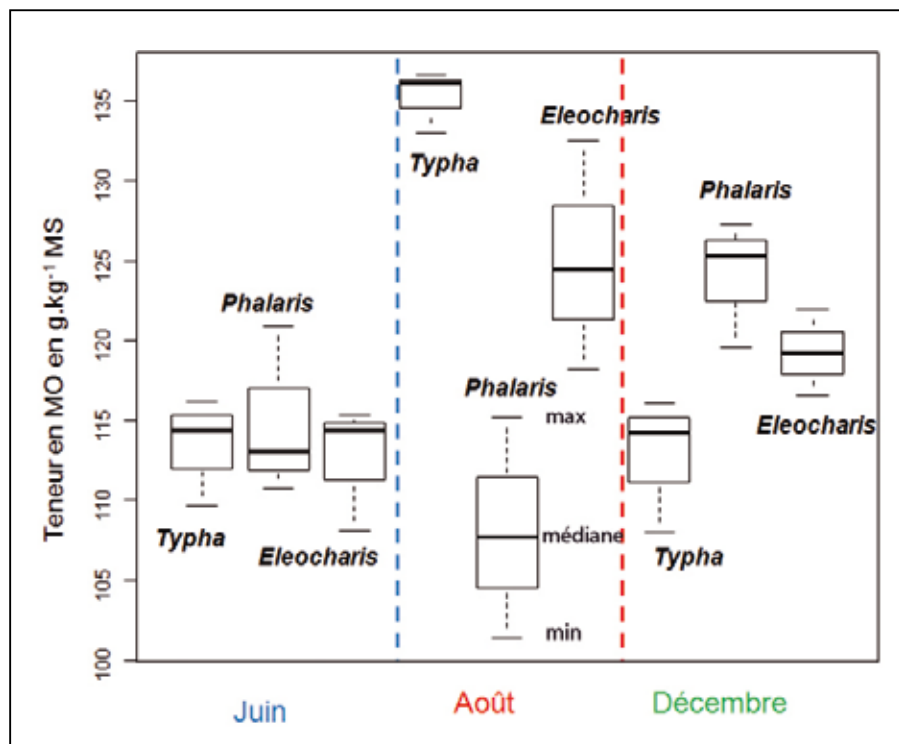 Teneur en MO en g.kg⁻¹ MS
135
130
125
120
115
110
105
100
Typha
Phalaris
Eleocharis
Typha
Phalaris
Eleocharis
max
médiane
min
Phalaris
Typha
Eleocharis
Juin
Août
Décembre